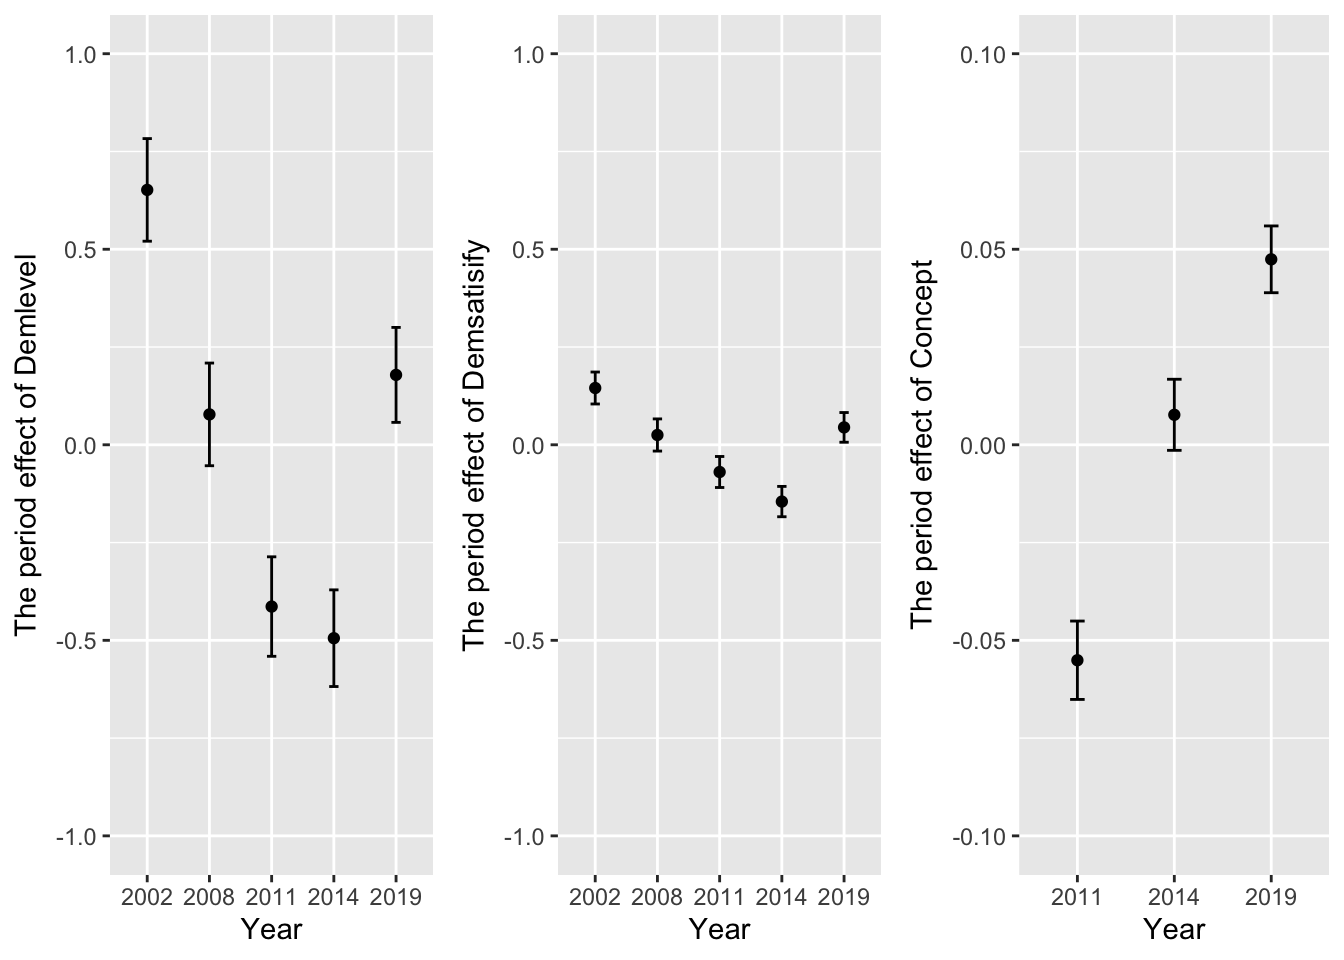 The period effect of Demlevel
1.0
0.5
0.0
-0.5
-1.0
2002 2008 2011 2014 2019
Year
The period effect of Demsatisify
1.0
0.5
0.0
-0.5
-1.0
2002 2008 2011 2014 2019
Year
The period effect of Concept
0.10
0.05
0.00
-0.05
-0.10
2011 2014 2019
Year